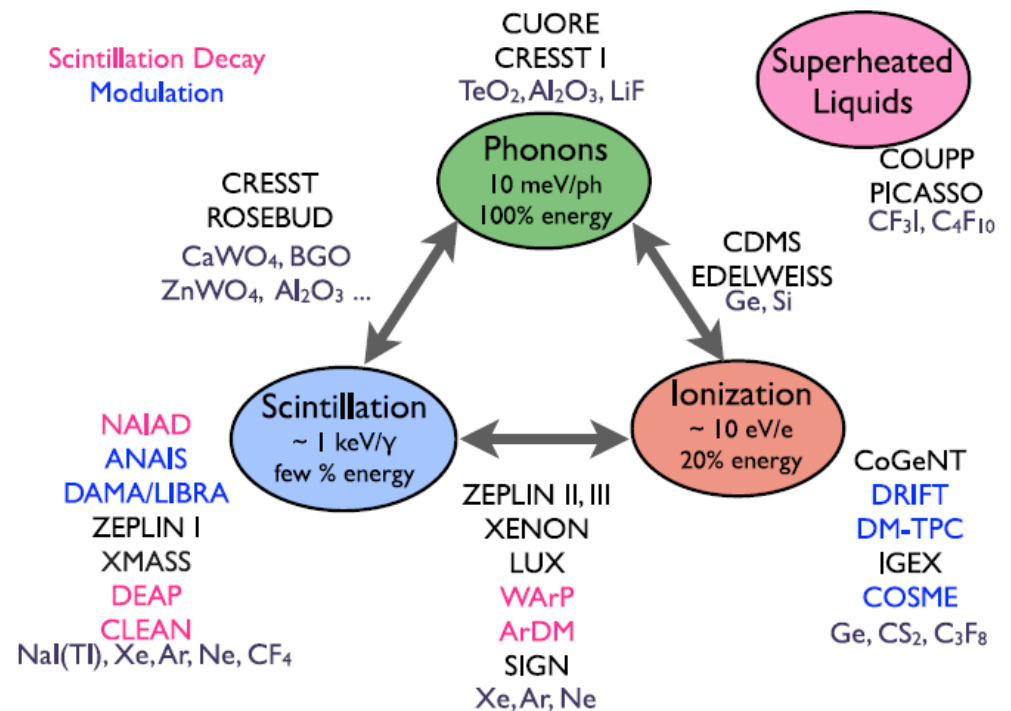 Scintillation Decay
Modulation
CUORE
CRESST I
TeO₂, Al₂O₃, LiF
Superheated
Liquids
COUPP
PICASSO
CF₃I, C₄F₁₀
Phonons
10 meV/ph
100% energy
CRESST
ROSEBUD
CaWO₄, BGO
ZnWO₄, Al₂O₃ ...
CDMS
EDELWEISS
Ge, Si
Scintillation
~ 1 keV/γ
few % energy
Ionization
~ 10 eV/e
20% energy
NAIAD
ANAIS
DAMA/LIBRA
ZEPLIN I
XMASS
DEAP
CLEAN
NaI(Tl), Xe, Ar, Ne, CF₄
ZEPLIN II, III
XENON
LUX
WArP
ArDM
SIGN
Xe, Ar, Ne
CoGeNT
DRIFT
DM-TPC
IGEX
COSME
Ge, CS₂, C₃F₈